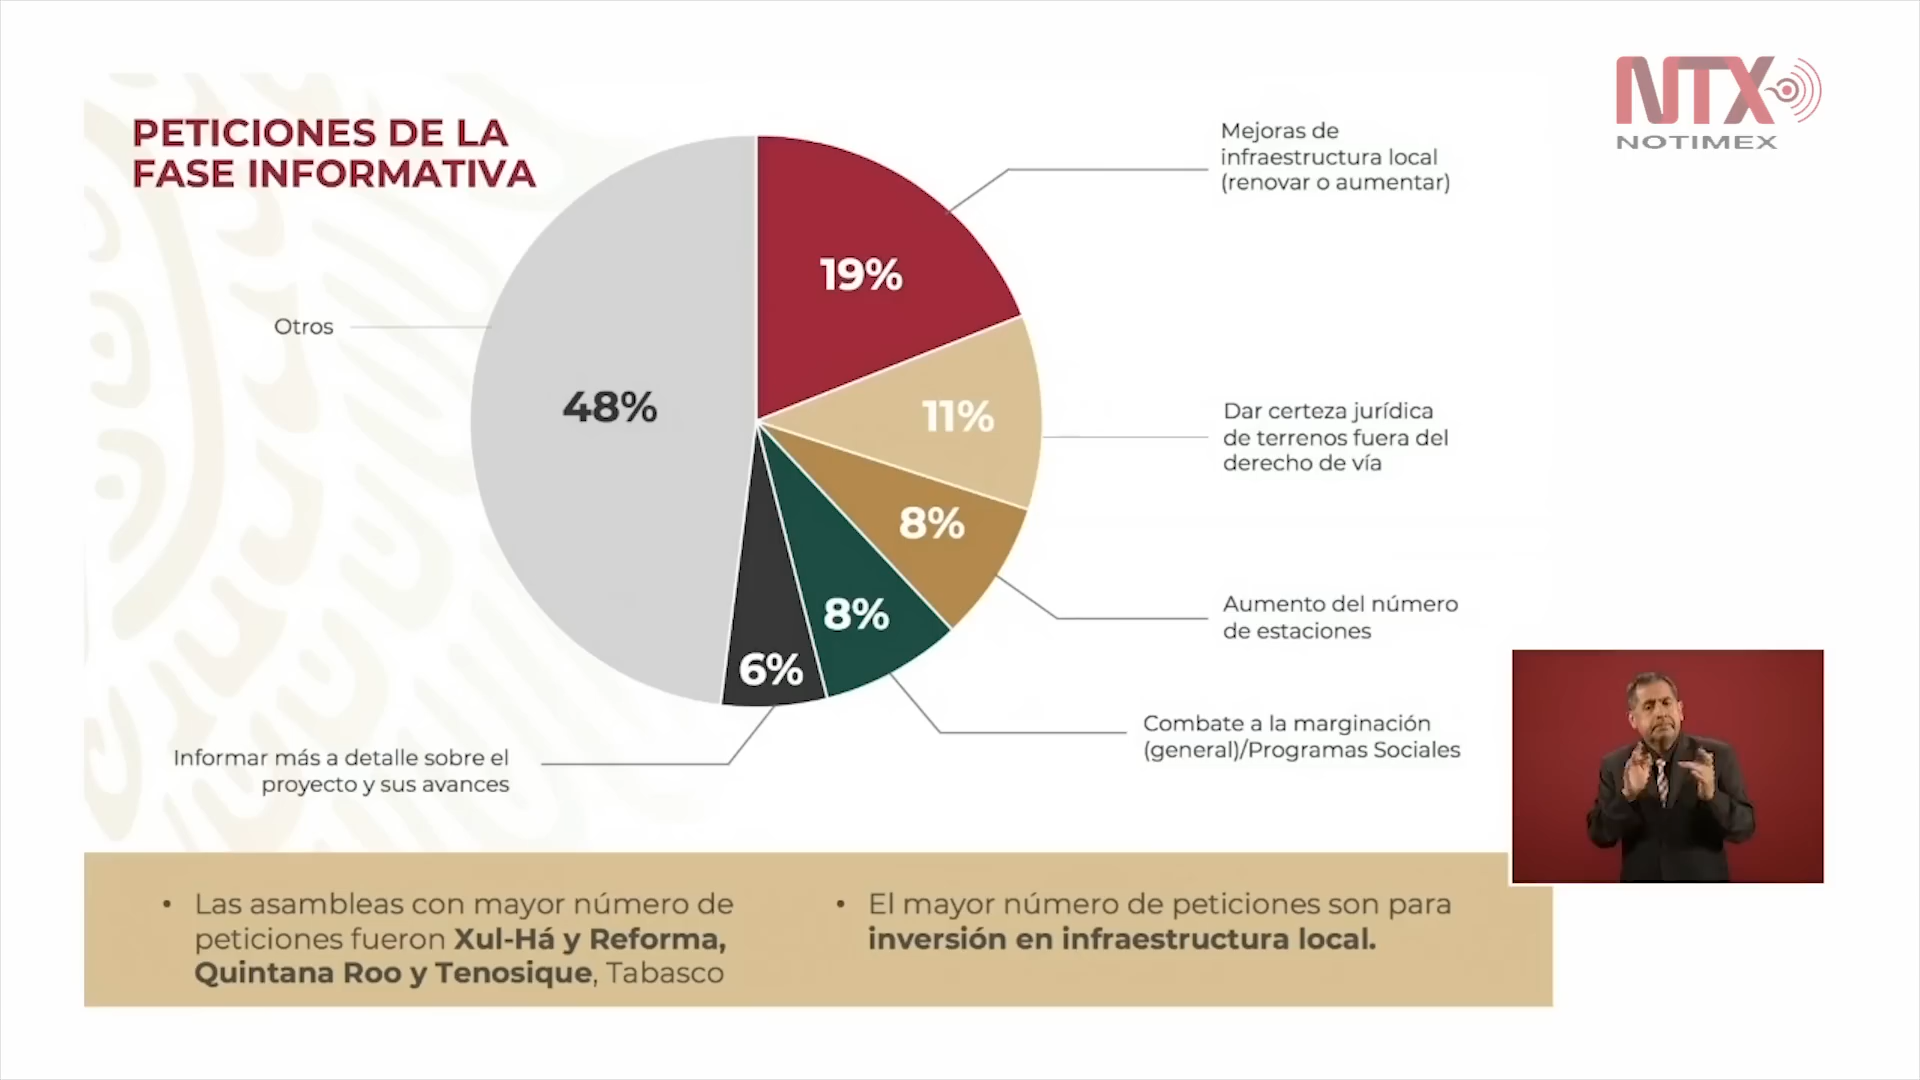 PETICIONES DE LA
FASE INFORMATIVA
NTX
NOTIMEX
Mejoras de
infraestructura local
(renovar o aumentar)
19%
Otros
48%
11%
Dar certeza jurídica
de terrenos fuera del
derecho de vía
8%
Aumento del número
de estaciones
8%
6%
Combate a la marginación
(general)/Programas Sociales
Informar más a detalle sobre el
proyecto y sus avances
• Las asambleas con mayor número de
peticiones fueron Xul-Há y Reforma,
Quintana Roo y Tenosique, Tabasco
• El mayor número de peticiones son para
inversión en infraestructura local.